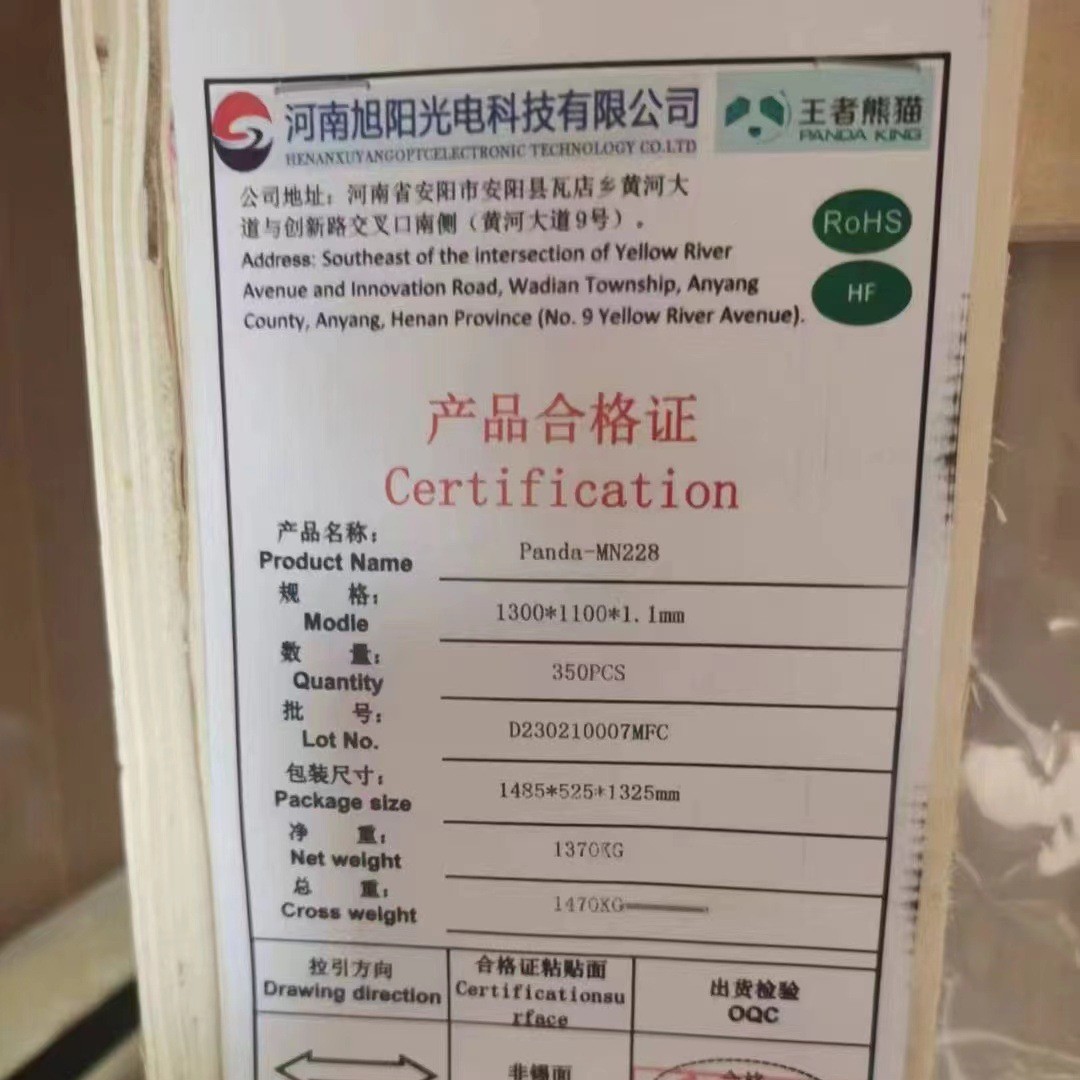 河南旭阳光电科技有限公司
HENANXUYANGOPTCELECTRONIC TECHNOLOGY CO.LTD
王者熊猫
PANDA KING
公司地址：河南省安阳市安阳县瓦店乡黄河大
道与创新路交叉口南侧（黄河大道9号）。
RoHS
Address: Southeast of the intersection of Yellow River
Avenue and Innovation Road, Wadian Township, Anyang
County, Anyang, Henan Province (No. 9 Yellow River Avenue).
HF
产品合格证
Certification
产品名称：
Product Name Panda-MN228
规 格：
Modle 1300*1100*1.1mm
数 量：
Quantity 350PCS
批 号：
Lot No. D230210007MFC
包装尺寸：
Package size 1485*525*1325mm
净 重：
Net weight 1370KG
总 重：
Cross weight 1470KG
拉引方向
Drawing direction
合格证粘贴面
Certificationsu
rface
出货检验
OQC
非锡面
合格